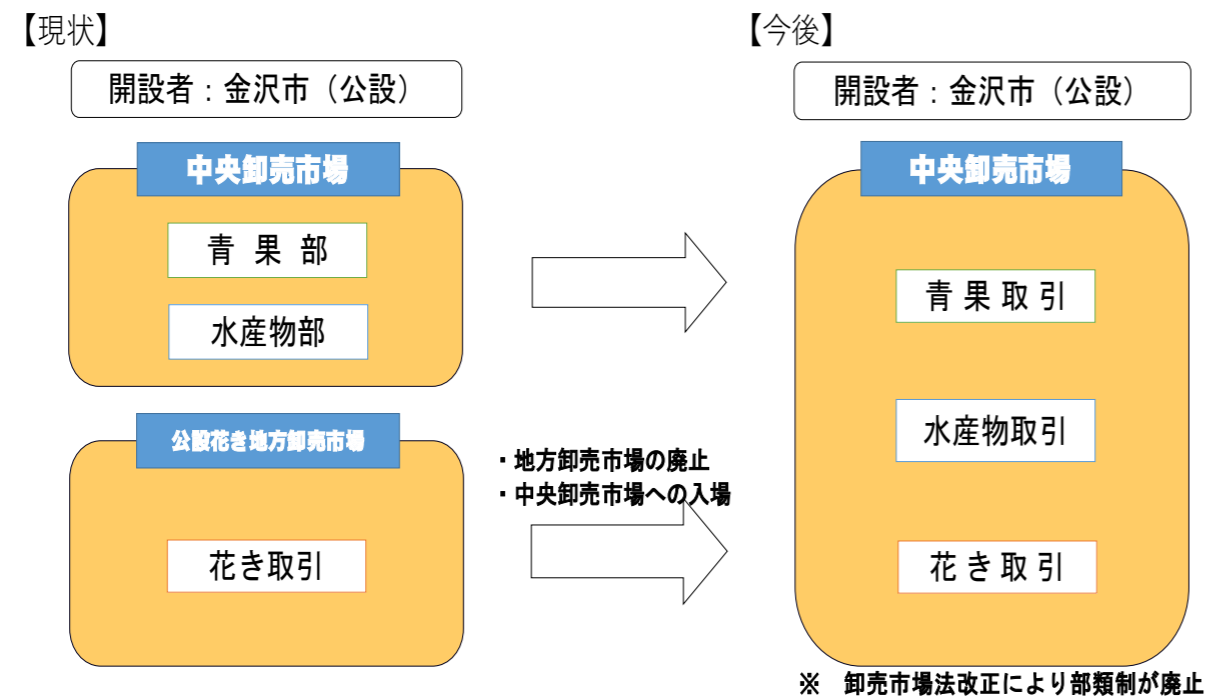 【現状】
開設者：金沢市（公設）
中央卸売市場
青果部
水産物部
公設花き地方卸売市場
花き取引
・地方卸売市場の廃止
・中央卸売市場への入場
【今後】
開設者：金沢市（公設）
中央卸売市場
青果取引
水産物取引
花き取引
※　卸売市場法改正により部類制が廃止